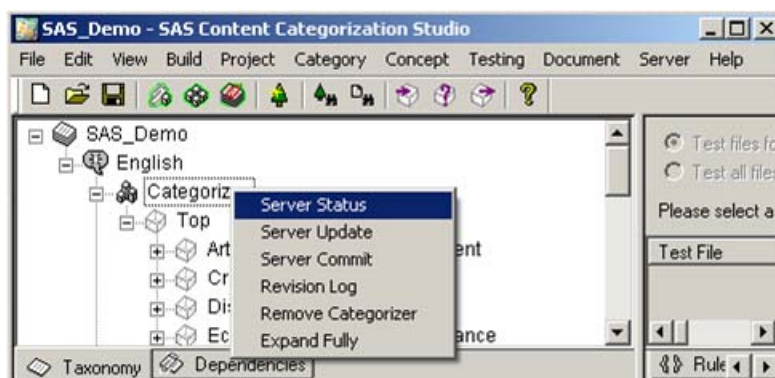 SAS_Demo - SAS Content Categorization Studio
File Edit View Build Project Category Concept Testing Document Server Help
SAS_Demo
English
Categoriz
Top
Art
ent
Cr
Dis
Ec
ance
Server Status
Server Update
Server Commit
Revision Log
Remove Categorizer
Expand Fully
Taxonomy Dependencies
Test files fo
Test all files
Please select a
Test File
Rule